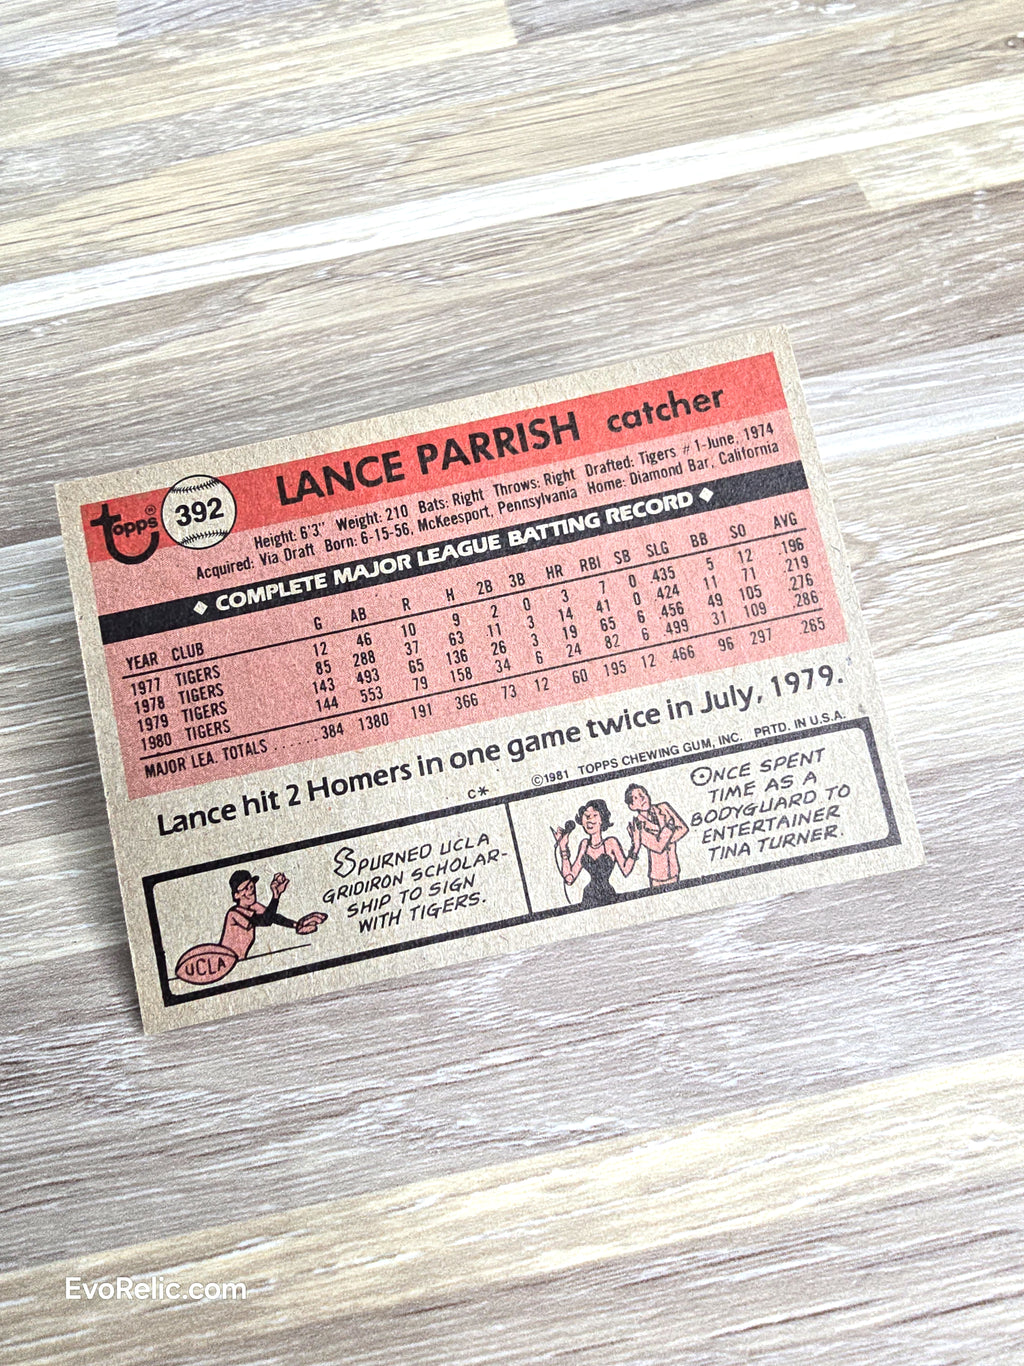 topps®
392
LANCE PARRISH catcher
Height: 6'3" Weight: 210 Bats: Right Throws: Right Drafted: Tigers #1-June, 1974
Acquired: Via Draft Born: 6-15-56, McKeesport, Pennsylvania Home: Diamond Bar, California
◆ COMPLETE MAJOR LEAGUE BATTING RECORD ◆
YEAR CLUB G AB R H 2B 3B HR RBI SB SLG BB SO AVG
1977 TIGERS 12 46 10 9 2 0 3 7 0 .435 5 12 .196
1978 TIGERS 85 288 37 63 11 3 14 41 0 .424 11 71 .219
1979 TIGERS 143 493 65 136 26 3 19 65 6 .456 49 105 .276
1980 TIGERS 144 553 79 158 34 6 24 82 6 .499 31 109 .286
MAJOR LEA. TOTALS ...... 384 1380 191 366 73 12 60 195 12 .466 96 297 .265
Lance hit 2 Homers in one game twice in July, 1979.
C* ©1981 TOPPS CHEWING GUM, INC. PRTD. IN U.S.A.
SPURNED UCLA
GRIDIRON SCHOLAR-
SHIP TO SIGN
WITH TIGERS.
UCLA
ONCE SPENT
TIME AS A
BODYGUARD TO
ENTERTAINER
TINA TURNER.
EvoRelic.com